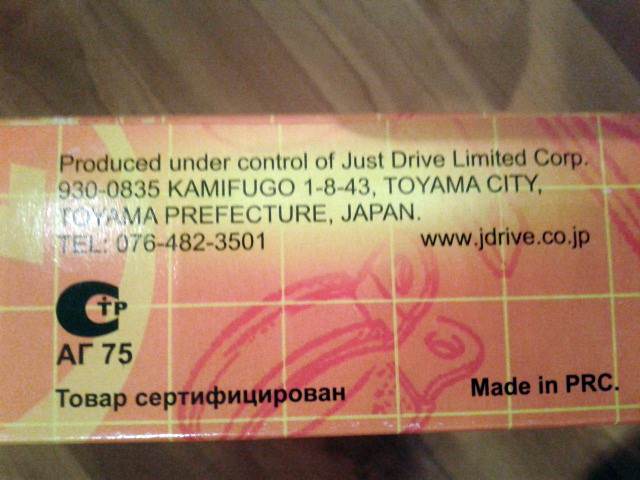 Produced under control of Just Drive Limited Corp.
930-0835 KAMIFUGO 1-8-43, TOYAMA CITY,
TOYAMA PREFECTURE, JAPAN.
TEL: 076-482-3501 www.jdrive.co.jp
СТР
АГ 75
Товар сертифицирован Made in PRC.